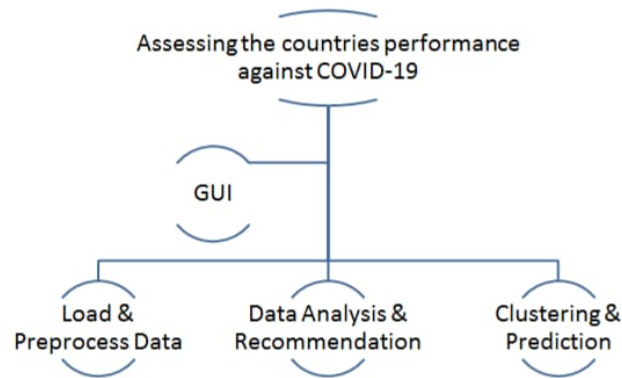 Assessing the countries performance
against COVID-19
GUI
Load &
Preprocess Data
Data Analysis &
Recommendation
Clustering &
Prediction